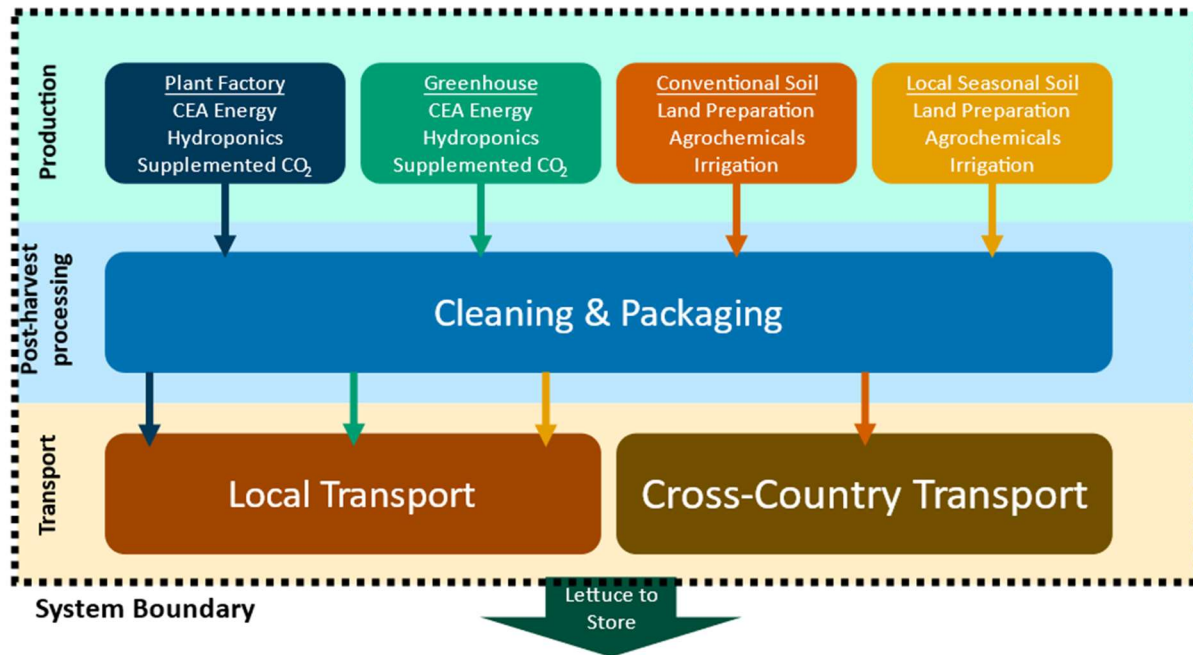 Production
Plant Factory
CEA Energy
Hydroponics
Supplemented CO₂
Greenhouse
CEA Energy
Hydroponics
Supplemented CO₂
Conventional Soil
Land Preparation
Agrochemicals
Irrigation
Local Seasonal Soil
Land Preparation
Agrochemicals
Irrigation
Post-harvest
processing
Cleaning & Packaging
Transport
Local Transport
Cross-Country Transport
System Boundary
Lettuce to
Store